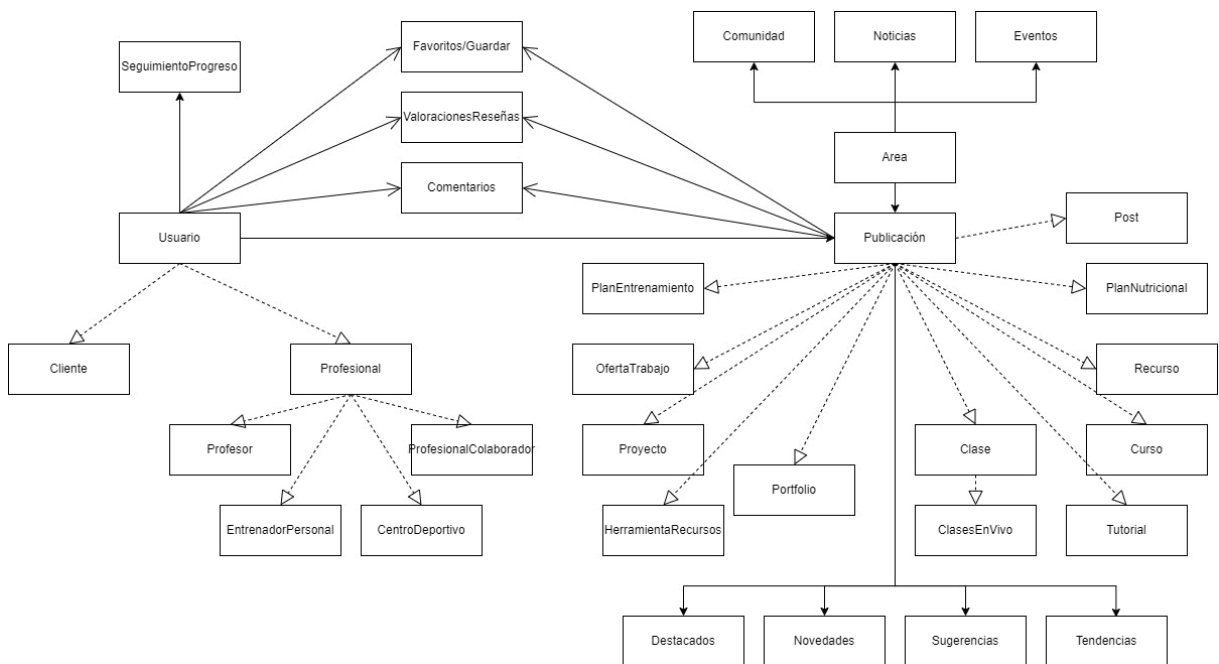 Comunidad
Noticias
Eventos
Favoritos/Guardar
SeguimientoProgreso
ValoracionesReseñas
Area
Comentarios
Post
Usuario
Publicación
PlanEntrenamiento
PlanNutricional
Cliente
Profesional
OfertaTrabajo
Recurso
Profesor
ProfesionalColaborador
Proyecto
Clase
Curso
Portfolio
EntrenadorPersonal
CentroDeportivo
HerramientaRecursos
ClasesEnVivo
Tutorial
Destacados
Novedades
Sugerencias
Tendencias